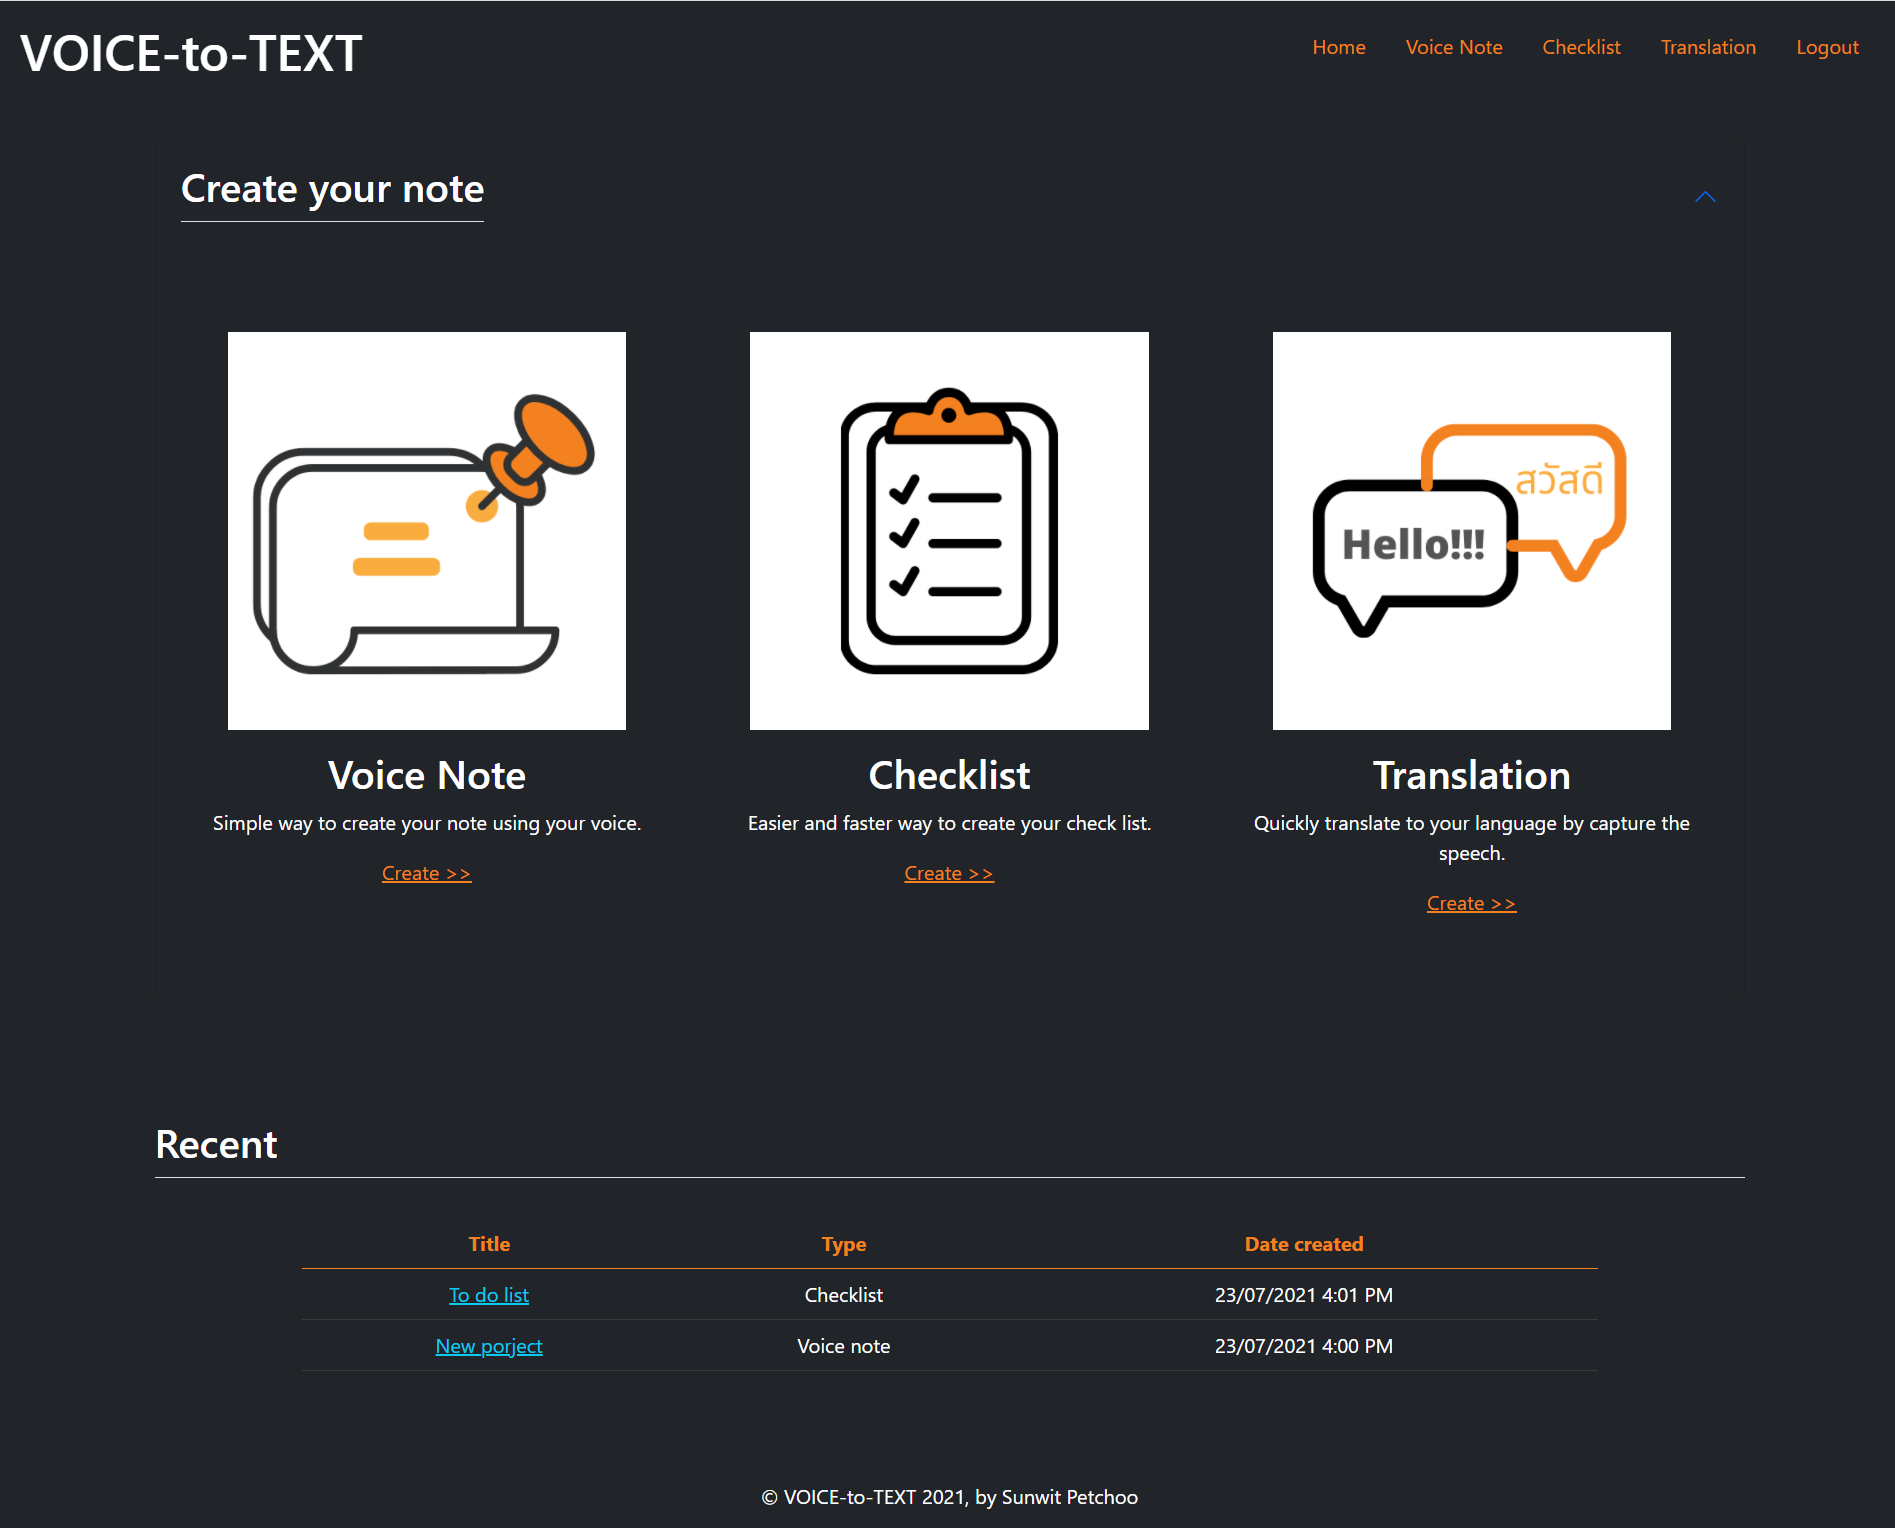 VOICE-to-TEXT
Home Voice Note Checklist Translation Logout
Create your note
Hello!!!
สวัสดี
Voice Note
Simple way to create your note using your voice.
Create >>
Checklist
Easier and faster way to create your check list.
Create >>
Translation
Quickly translate to your language by capture the
speech.
Create >>
Recent
Title Type Date created
To do list Checklist 23/07/2021 4:01 PM
New porject Voice note 23/07/2021 4:00 PM
© VOICE-to-TEXT 2021, by Sunwit Petchoo